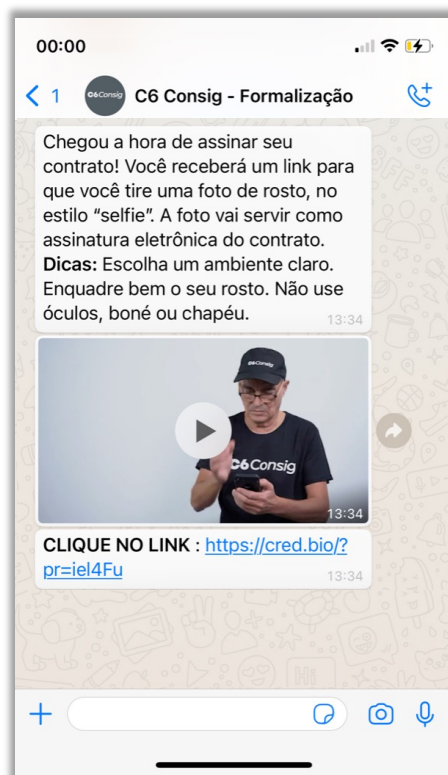 00:00
1
C6Consig
C6 Consig - Formalização
Chegou a hora de assinar seu
contrato! Você receberá um link para
que você tire uma foto de rosto, no
estilo “selfie”. A foto vai servir como
assinatura eletrônica do contrato.
Dicas: Escolha um ambiente claro.
Enquadre bem o seu rosto. Não use
óculos, boné ou chapéu.
13:34
C6Consig
C6 Consig
13:34
CLIQUE NO LINK : https://cred.bio/?
pr=iel4Fu
13:34